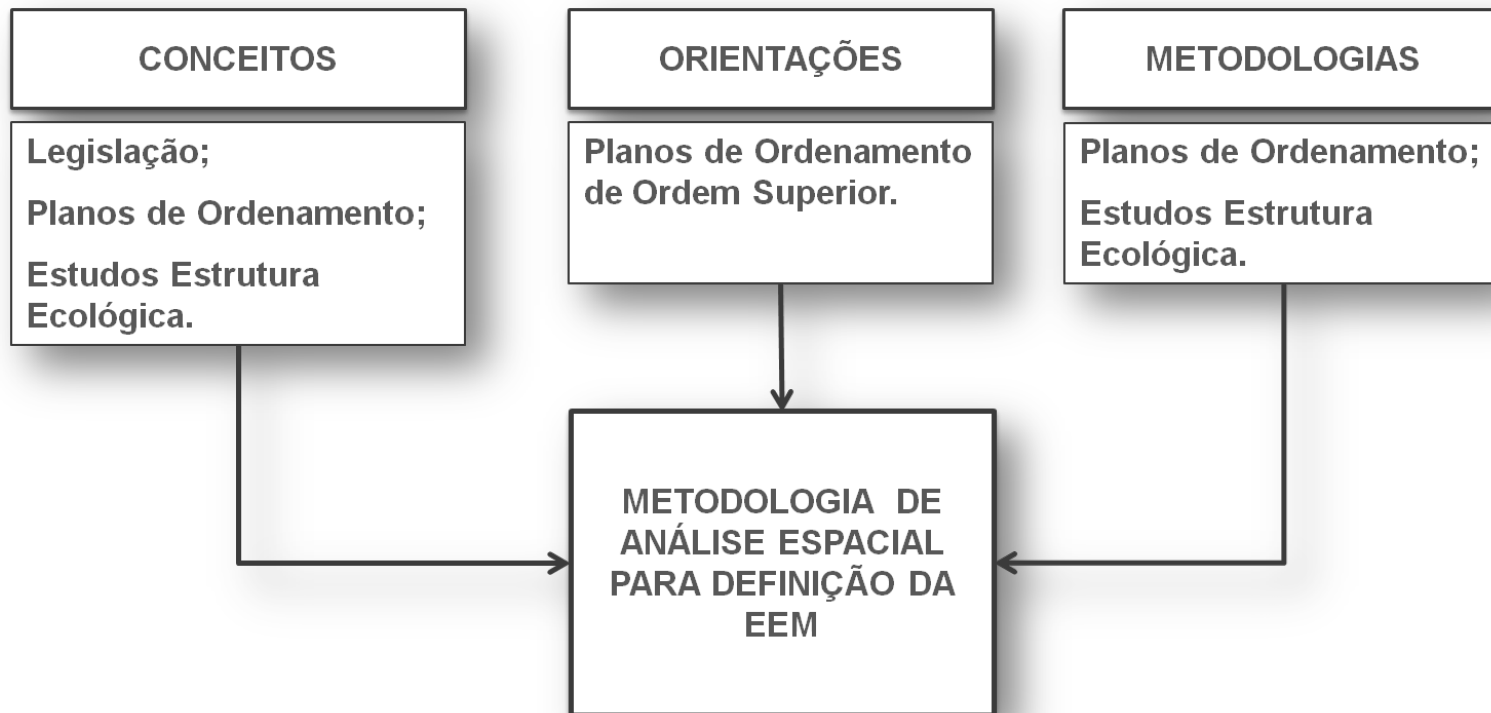 CONCEITOS
Legislação;
Planos de Ordenamento;
Estudos Estrutura
Ecológica.
ORIENTAÇÕES
Planos de Ordenamento
de Ordem Superior.
METODOLOGIAS
Planos de Ordenamento;
Estudos Estrutura
Ecológica.
METODOLOGIA DE
ANÁLISE ESPACIAL
PARA DEFINIÇÃO DA
EEM